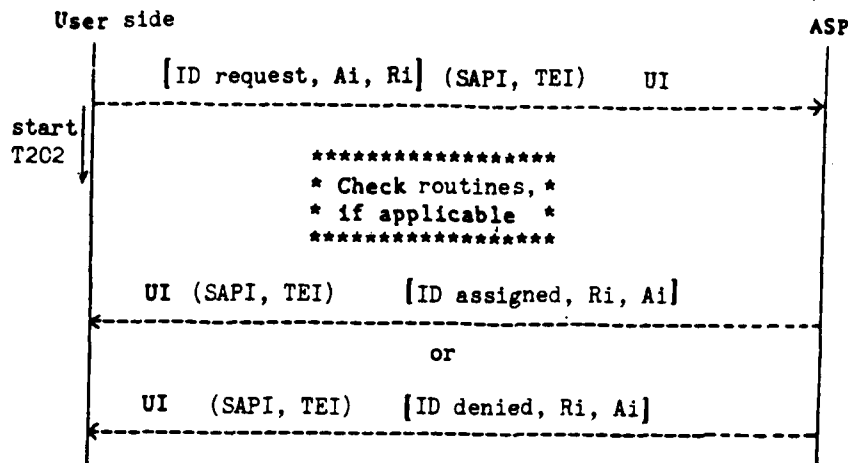 User side
ASP
[ID request, Ai, Ri] (SAPI, TEI) UI
start
T2C2
******************
* Check routines, *
* if applicable *
******************
UI (SAPI, TEI) [ID assigned, Ri, Ai]
or
UI (SAPI, TEI) [ID denied, Ri, Ai]